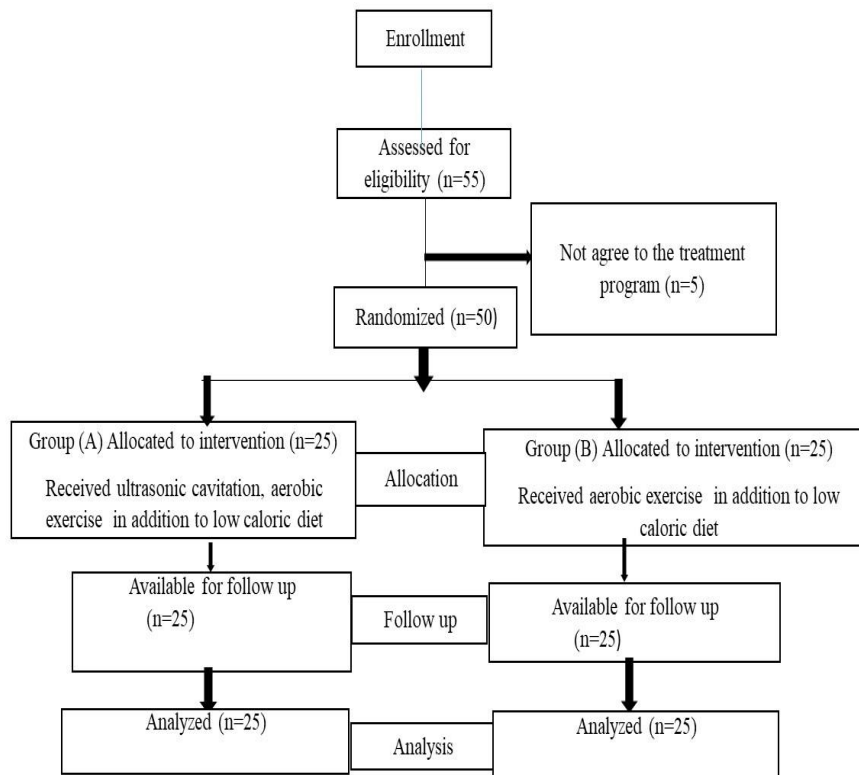 Enrollment
Assessed for
eligibility (n=55)
Not agree to the treatment
program (n=5)
Randomized (n=50)
Group (A) Allocated to intervention (n=25)
Received ultrasonic cavitation, aerobic
exercise in addition to low caloric diet
Allocation
Group (B) Allocated to intervention (n=25)
Received aerobic exercise in addition to low
caloric diet
Available for follow up
(n=25)
Follow up
Available for follow up
(n=25)
Analyzed (n=25)
Analysis
Analyzed (n=25)